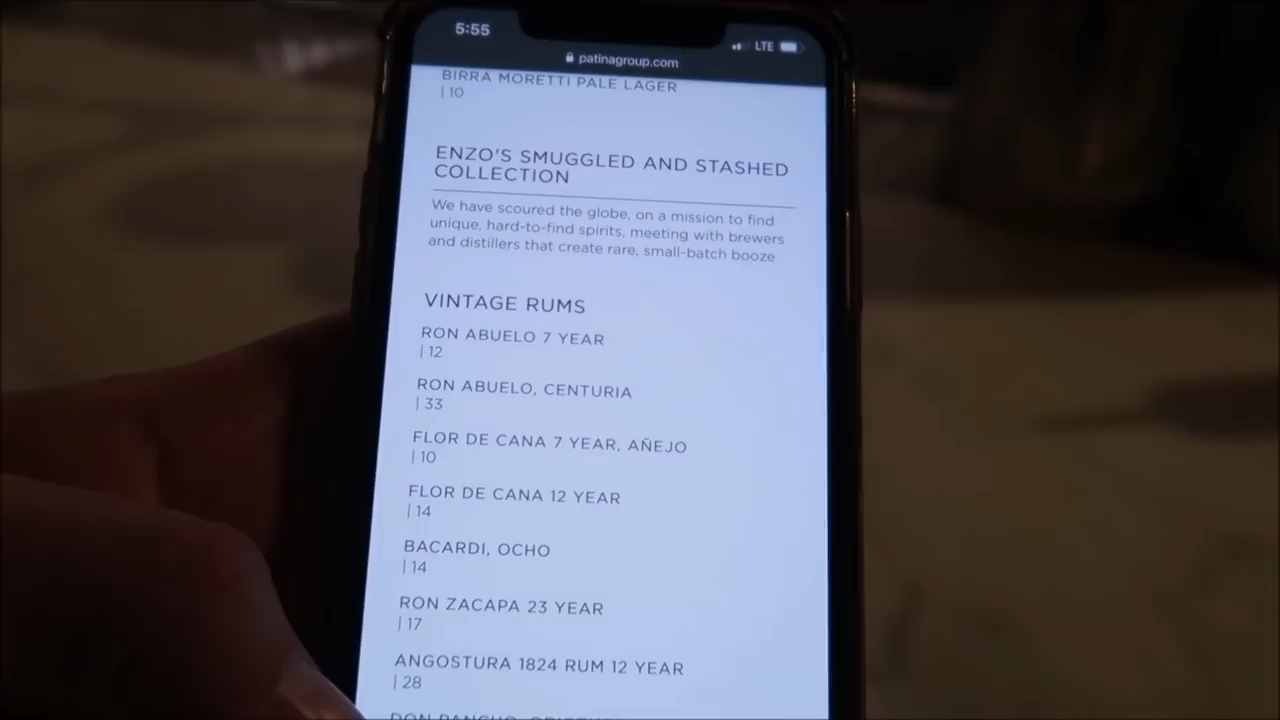 5:55
LTE
patinagroup.com
BIRRA MORETTI PALE LAGER
| 10
ENZO'S SMUGGLED AND STASHED
COLLECTION
We have scoured the globe, on a mission to find
unique, hard-to-find spirits, meeting with brewers
and distillers that create rare, small-batch booze
VINTAGE RUMS
RON ABUELO 7 YEAR
| 12
RON ABUELO, CENTURIA
| 33
FLOR DE CANA 7 YEAR, AÑEJO
| 10
FLOR DE CANA 12 YEAR
| 14
BACARDI, OCHO
| 14
RON ZACAPA 23 YEAR
| 17
ANGOSTURA 1824 RUM 12 YEAR
| 28
DON PANCHO,